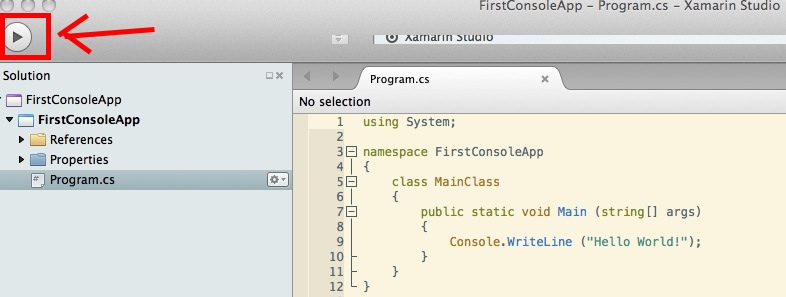 FirstConsoleApp – Program.cs – Xamarin Studio
Xamarin Studio
Solution
FirstConsoleApp
FirstConsoleApp
References
Properties
Program.cs
Program.cs
No selection
1 using System;
2
3 namespace FirstConsoleApp
4 {
5 class MainClass
6 {
7 public static void Main (string[] args)
8 {
9 Console.WriteLine ("Hello World!");
10 }
11 }
12 }